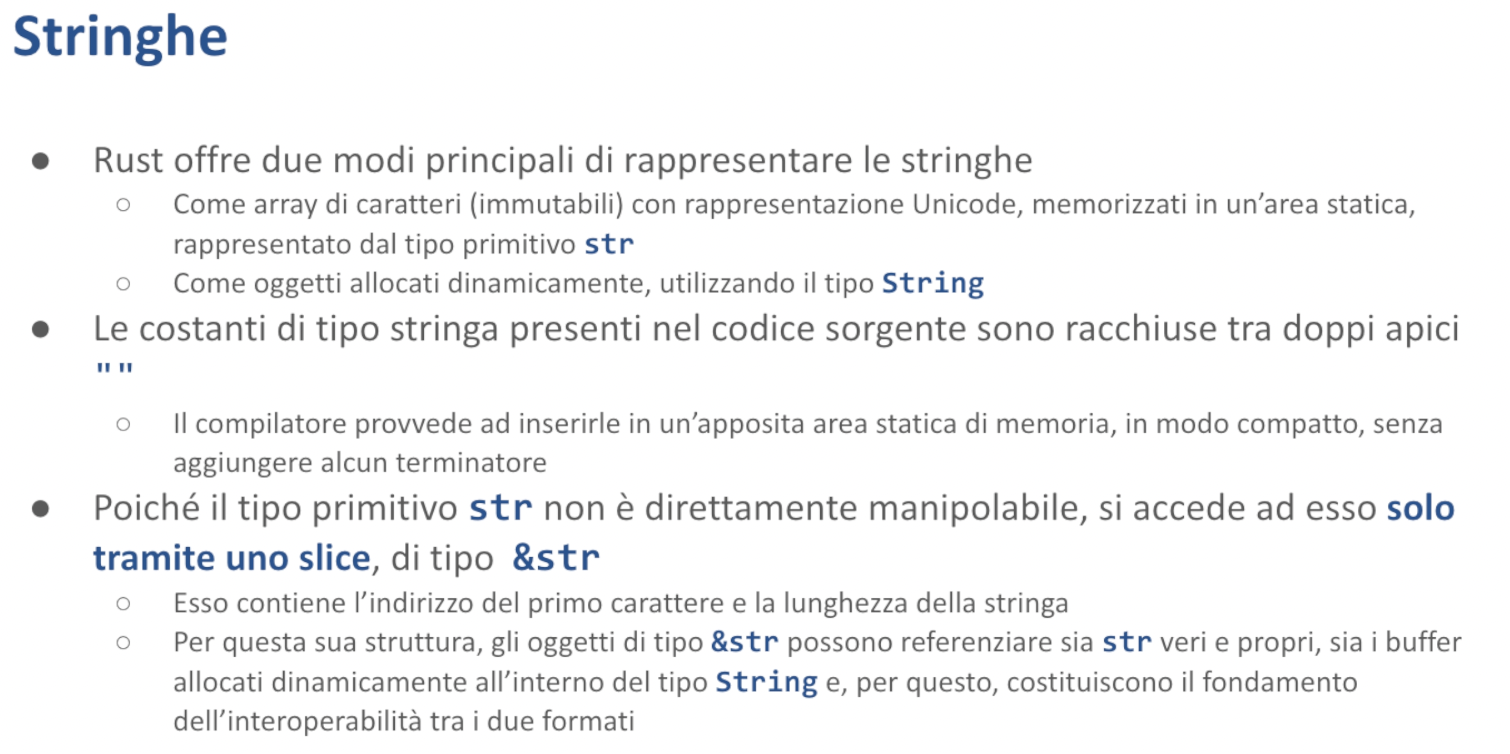 Stringhe
● Rust offre due modi principali di rappresentare le stringhe
○ Come array di caratteri (immutabili) con rappresentazione Unicode, memorizzati in un’area statica,
rappresentato dal tipo primitivo str
○ Come oggetti allocati dinamicamente, utilizzando il tipo String
● Le costanti di tipo stringa presenti nel codice sorgente sono racchiuse tra doppi apici
""
○ Il compilatore provvede ad inserirle in un’apposita area statica di memoria, in modo compatto, senza
aggiungere alcun terminatore
● Poiché il tipo primitivo str non è direttamente manipolabile, si accede ad esso solo
tramite uno slice, di tipo &str
○ Esso contiene l’indirizzo del primo carattere e la lunghezza della stringa
○ Per questa sua struttura, gli oggetti di tipo &str possono referenziare sia str veri e propri, sia i buffer
allocati dinamicamente all’interno del tipo String e, per questo, costituiscono il fondamento
dell’interoperabilità tra i due formati